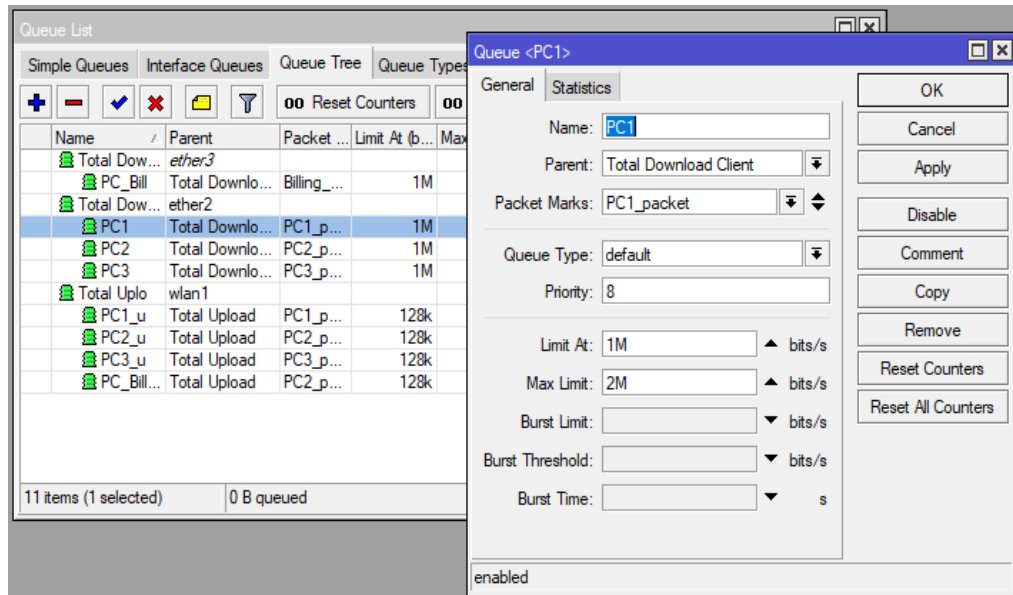 Queue List
Simple Queues Interface Queues Queue Tree Queue Types
00 Reset Counters 00
Name Parent Packet ... Limit At (b... Max
Total Dow... ether3
PC_Bill Total Downlo... Billing_... 1M
Total Dow... ether2
PC1 Total Downlo... PC1_p... 1M
PC2 Total Downlo... PC2_p... 1M
PC3 Total Downlo... PC3_p... 1M
Total Uplo wlan1
PC1_u Total Upload PC1_p... 128k
PC2_u Total Upload PC2_p... 128k
PC3_u Total Upload PC3_p... 128k
PC_Bill... Total Upload PC2_p... 128k
11 items (1 selected) 0 B queued
Queue <PC1>
General Statistics
Name: PC1
Parent: Total Download Client
Packet Marks: PC1_packet
Queue Type: default
Priority: 8
Limit At: 1M bits/s
Max Limit: 2M bits/s
Burst Limit: bits/s
Burst Threshold: bits/s
Burst Time: s
enabled
OK
Cancel
Apply
Disable
Comment
Copy
Remove
Reset Counters
Reset All Counters